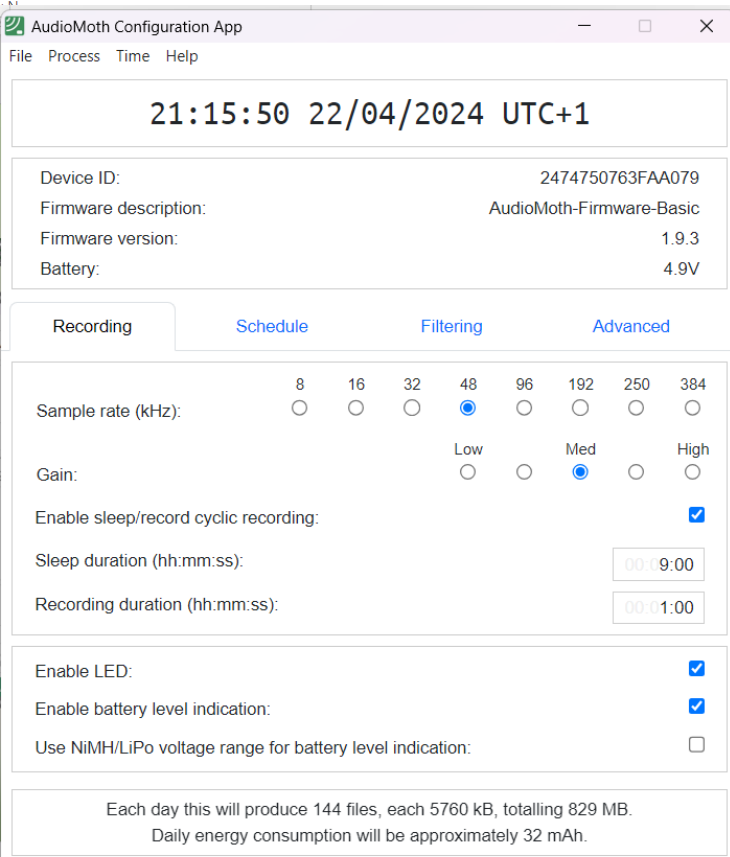 AudioMoth Configuration App
File Process Time Help
21:15:50 22/04/2024 UTC+1
Device ID: 2474750763FAA079
Firmware description: AudioMoth-Firmware-Basic
Firmware version: 1.9.3
Battery: 4.9V
Recording Schedule Filtering Advanced
8 16 32 48 96 192 250 384
Sample rate (kHz):
Low Med High
Gain:
Enable sleep/record cyclic recording:
Sleep duration (hh:mm:ss): 00:09:00
Recording duration (hh:mm:ss): 00:01:00
Enable LED:
Enable battery level indication:
Use NiMH/LiPo voltage range for battery level indication:
Each day this will produce 144 files, each 5760 kB, totalling 829 MB.
Daily energy consumption will be approximately 32 mAh.